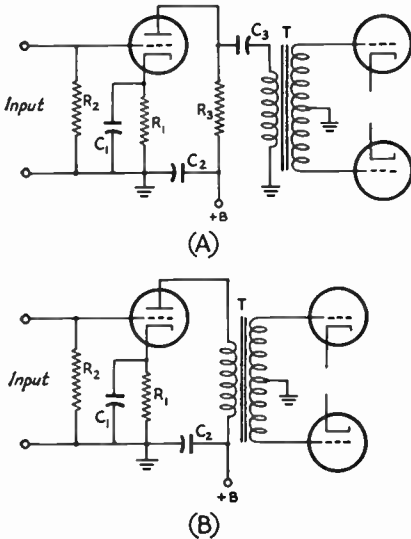 C3 T
Input R2 R1 R3
C1 C2
+B
(A)
T
Input R2 R1
C1 C2
+B
(B)